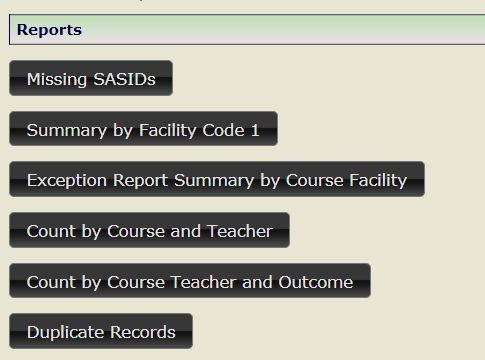 Reports
Missing SASIDs
Summary by Facility Code 1
Exception Report Summary by Course Facility
Count by Course and Teacher
Count by Course Teacher and Outcome
Duplicate Records